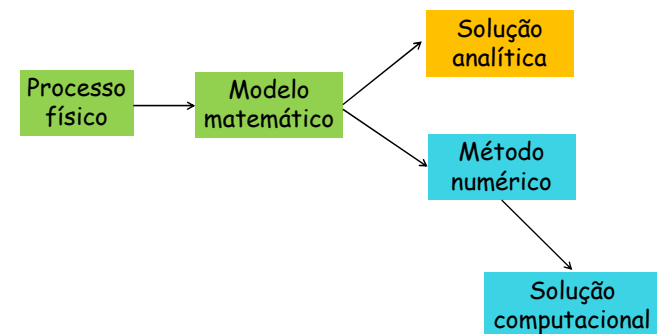 Processo
físico
Modelo
matemático
Solução
analítica
Método
numérico
Solução
computacional